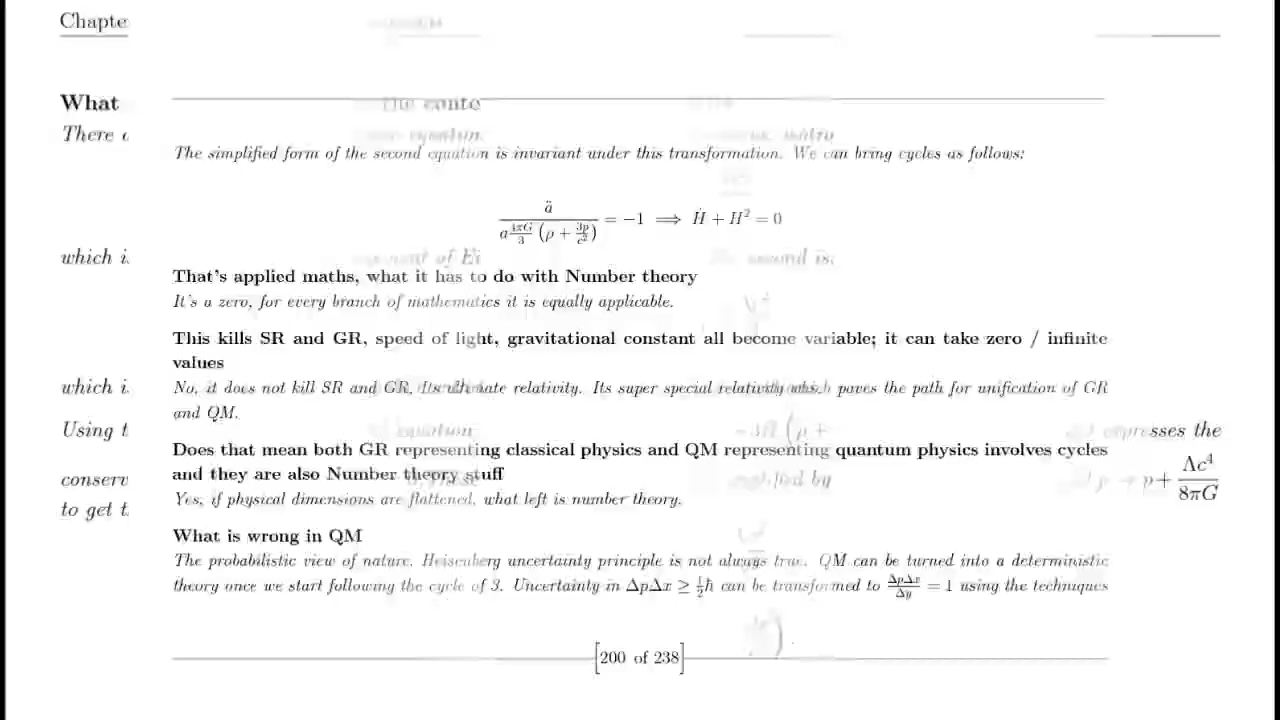 Chapte
What
There
the conte
The simplified form of the second equation is invariant under this transformation. We can bring cycles as follows:
ä / a 4πG/3 (ρ + 3p/c²) = −1 ⟹ Ḣ + H² = 0
which i.
second is:
That's applied maths, what it has to do with Number theory
It's a zero, for every branch of mathematics it is equally applicable.
This kills SR and GR, speed of light, gravitational constant all become variable; it can take zero / infinite
values
which i.
No, it does not kill SR and GR, Its ultimate relativity. Its super special relativity which paves the path for unification of GR
and QM.
Using t
equation
expresses the
Does that mean both GR representing classical physics and QM representing quantum physics involves cycles
and they are also Number theory stuff
conserv
by
p + Λc⁴/8πG
Yes, if physical dimensions are flattened, what left is number theory.
to get t
What is wrong in QM
The probabilistic view of nature. Heisenberg uncertainty principle is not always true. QM can be turned into a deterministic
theory once we start following the cycle of 3. Uncertainty in ΔpΔx ≥ ½ħ can be transformed to ΔpΔx/Δy = 1 using the techniques
[200 of 238]